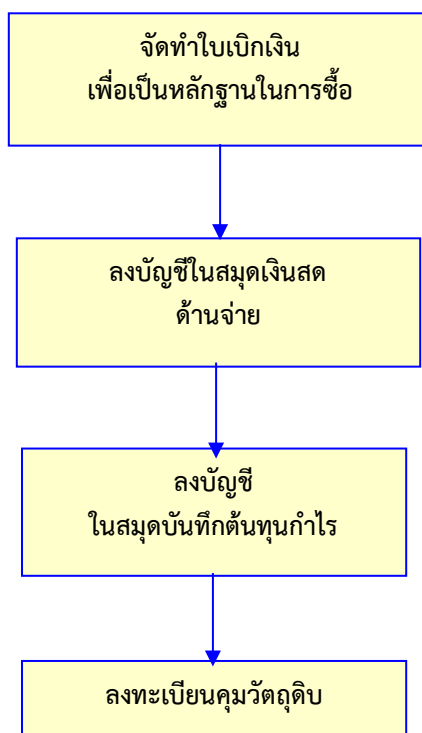 จัดทำใบเบิกเงิน
เพื่อเป็นหลักฐานในการซื้อ
ลงบัญชีในสมุดเงินสด
ด้านจ่าย
ลงบัญชี
ในสมุดบันทึกต้นทุนกำไร
ลงทะเบียนคุมวัตถุดิบ